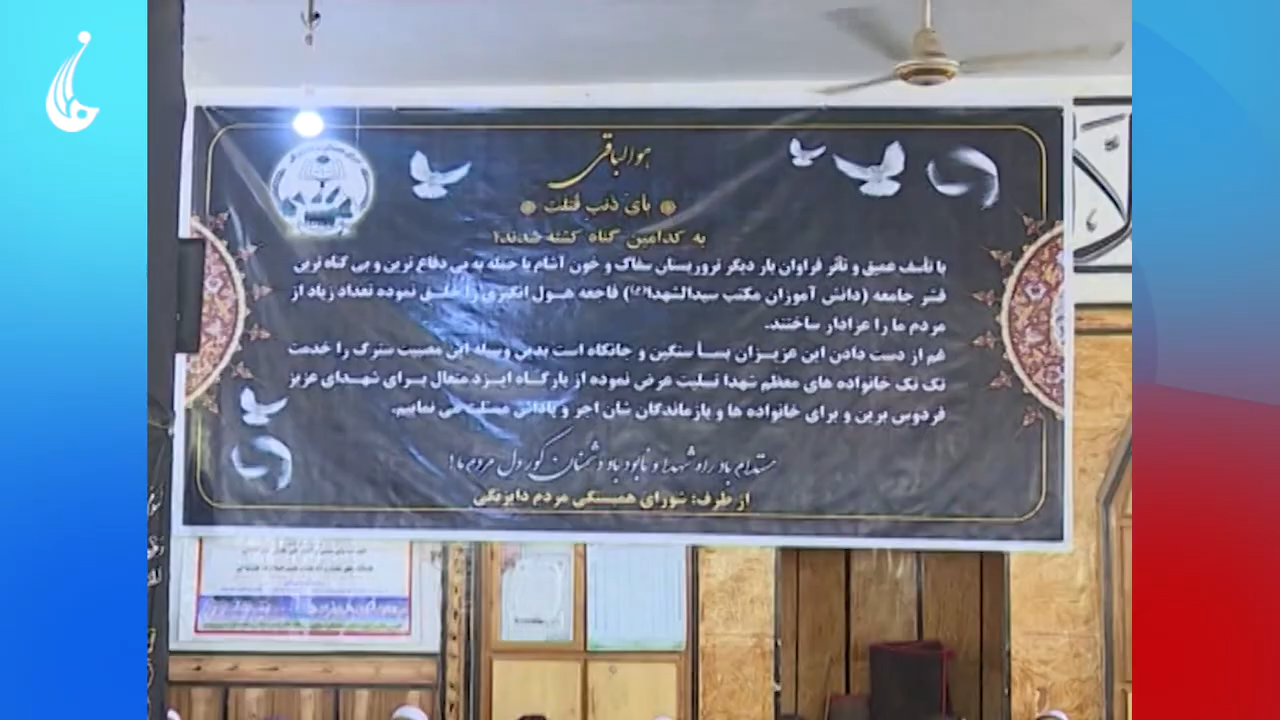 هوالباقی
بای ذنب قتلت
به کدامین گناه کشته شدند؟
با تأسف عمیق و تأثر فراوان بار دیگر تروریستان سفاک و خون آشام با حمله به بی دفاع ترین و بی گناه ترین
قشر جامعه (دانش آموزان مکتب سیدالشهدا(ع)) فاجعه هول انگیزی را خلق نموده تعداد زیاد از
مردم ما را عزادار ساختند.
غم از دست دادن این عزیزان بسأ سنگین و جانکاه است بدین وسله این مصیبت سترگ را خدمت
تک تک خانواده های معظم شهدا تسلیت عرض نموده از بارگاه ایزد متعال برای شهدای عزیز
فردوس برین و برای خانواده ها و بازماندگان شان اجر و پاداش مسئلت می نماییم.
مستدام باد راه شهدا و نابود باد دشمنان کور دل مردم ما!
از طرف: شورای همبستگی مردم دایزنگی